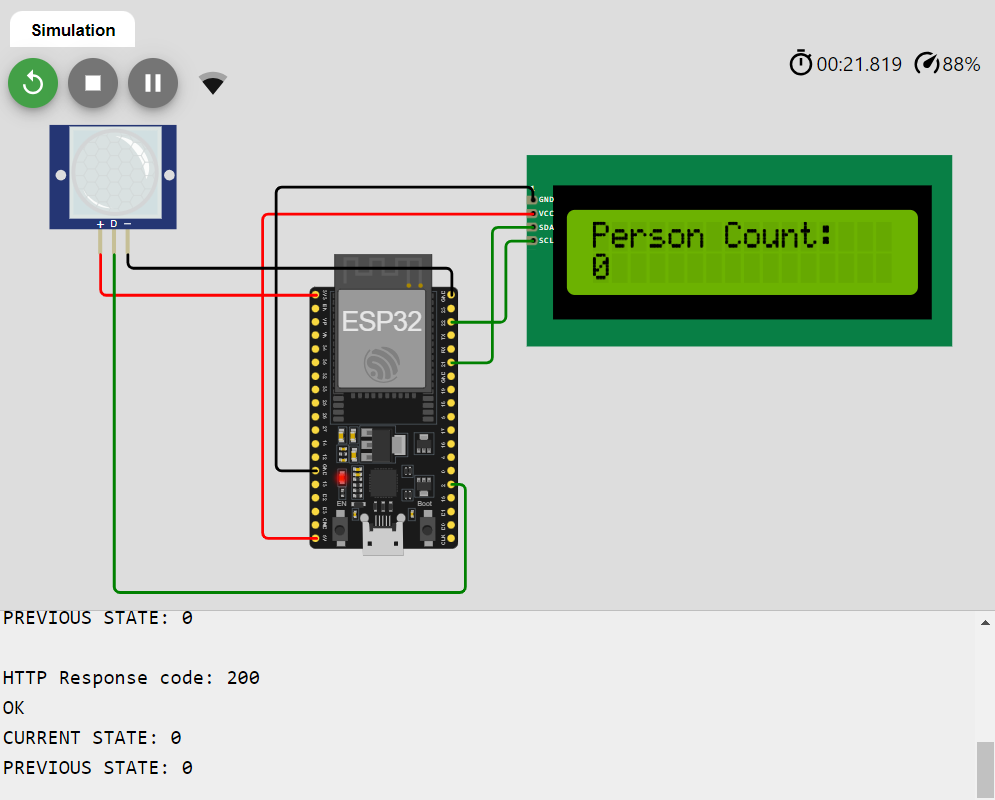 Simulation
00:21.819
88%
+ D −
GND
VCC
SDA
SCL
Person Count:
0
ESP32
EN
Boot
PREVIOUS STATE: 0
HTTP Response code: 200
OK
CURRENT STATE: 0
PREVIOUS STATE: 0